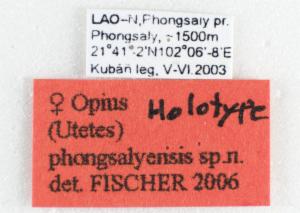 LAO-N,Phongsaly pr.
Phongsaly, ~1500m
21°41'-2'N102°06'-8'E
Kubáň leg, V-VI.2003
♀ Opius Holotype
(Utetes)
phongsalyensis sp.n.
det. FISCHER 2006